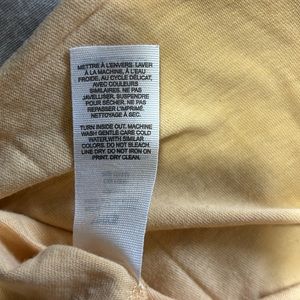 METTRE À L'ENVERS. LAVER
À LA MACHINE, À L'EAU
FROIDE, AU CYCLE DÉLICAT,
AVEC COULEURS
SIMILAIRES. NE PAS
JAVELLISER, SUSPENDRE
POUR SÉCHER. NE PAS
REPASSER L'IMPRIMÉ.
NETTOYAGE À SEC.
TURN INSIDE OUT. MACHINE
WASH GENTLE CARE COLD
WATER, WITH SIMILAR
COLORS. DO NOT BLEACH.
LINE DRY. DO NOT IRON ON
PRINT. DRY CLEAN.